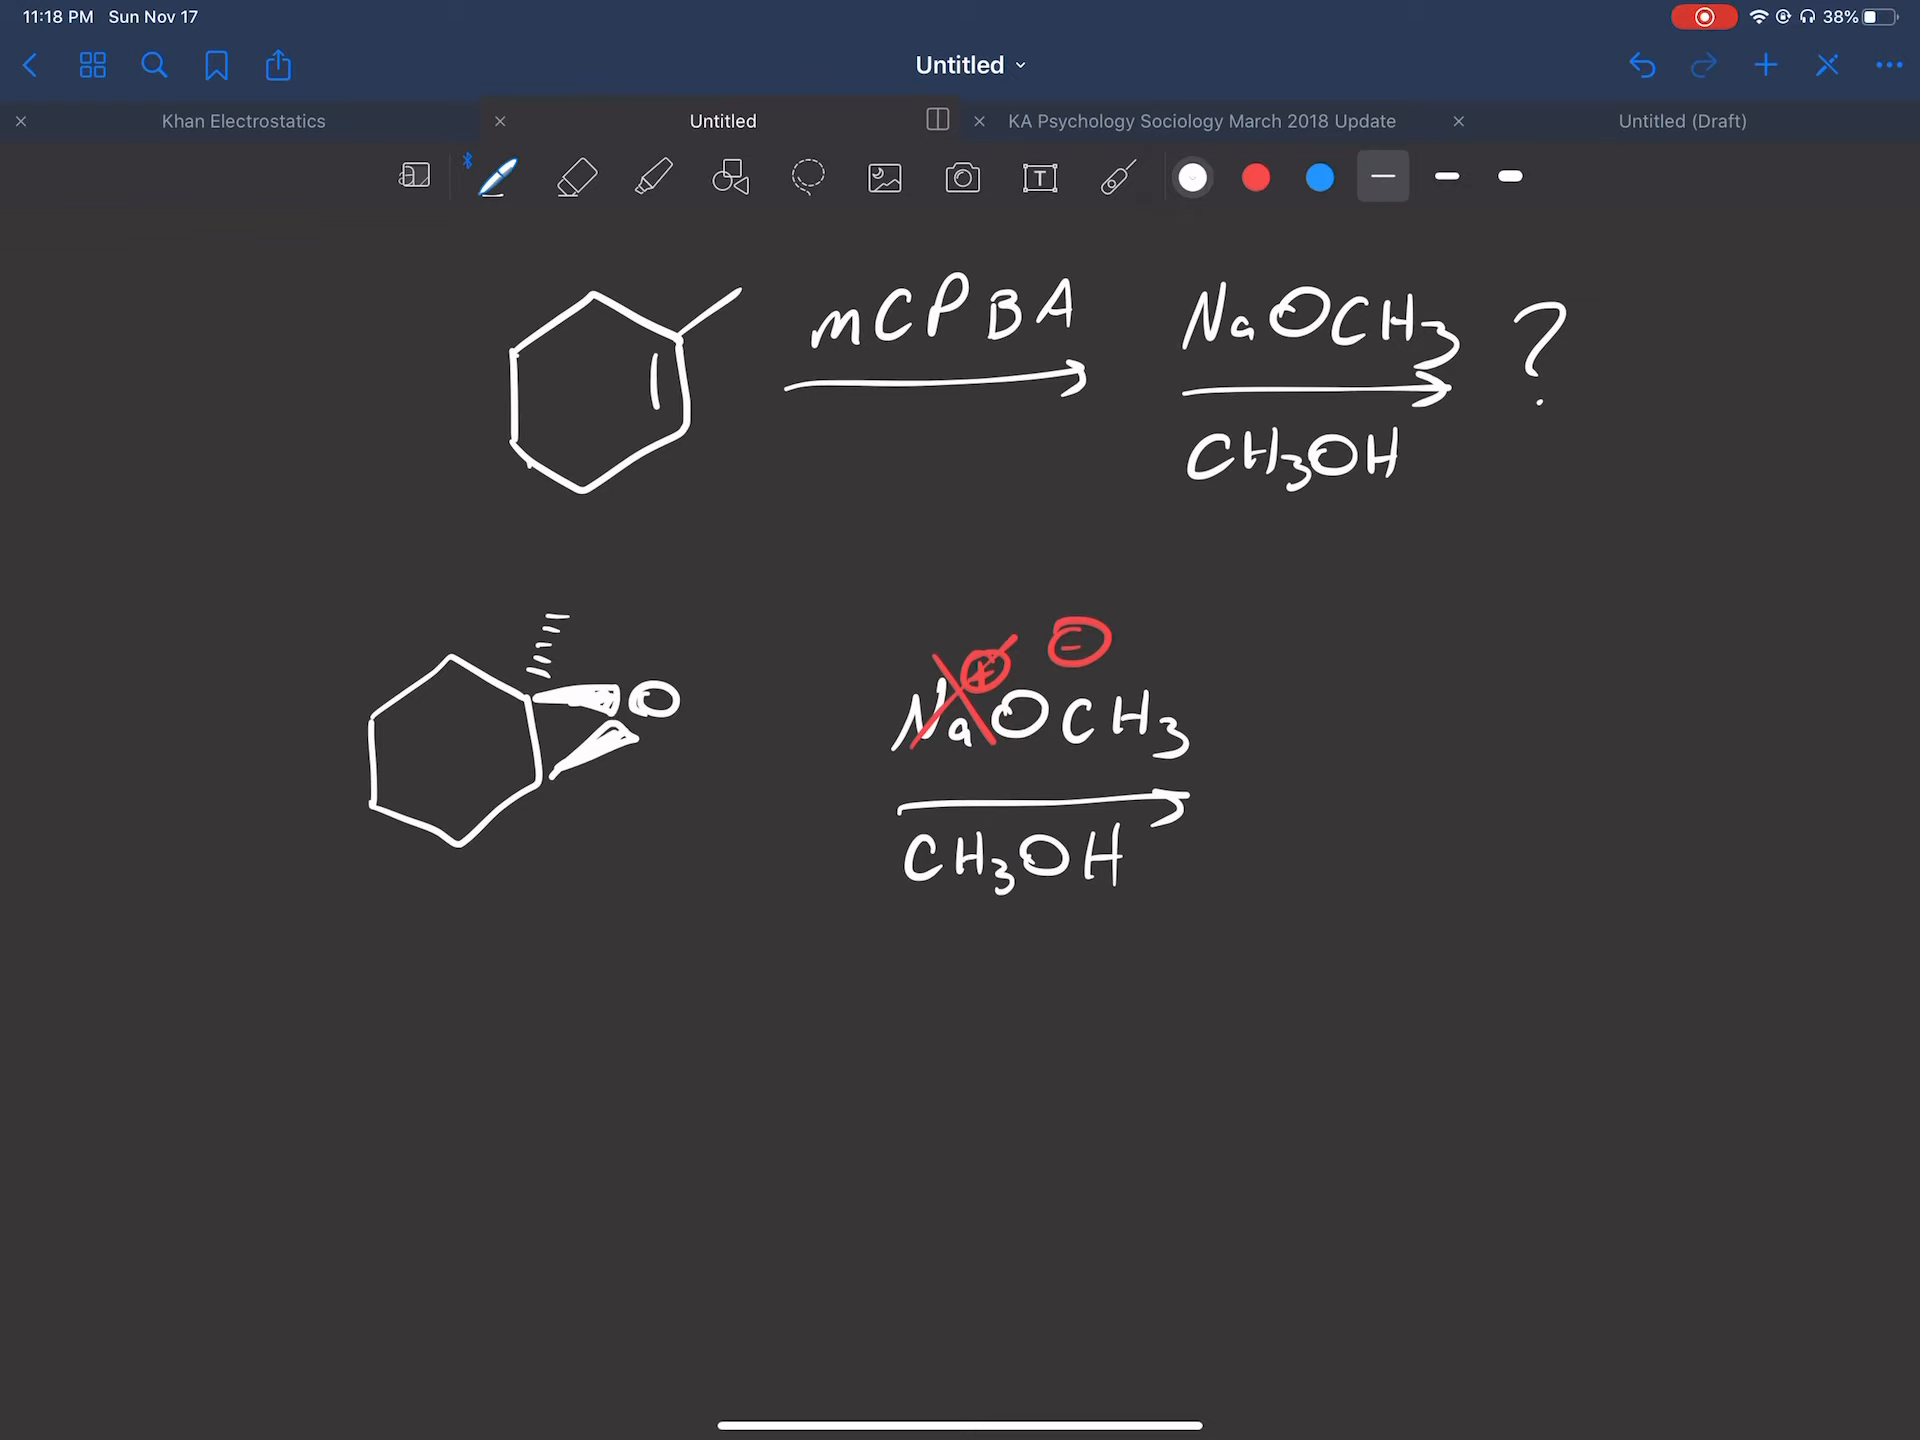 11:18 PM Sun Nov 17
38%
Untitled
Khan Electrostatics
Untitled
KA Psychology Sociology March 2018 Update
Untitled (Draft)
T
mCPBA
NaOCH3 ?
CH3OH
O
⊕ ⊖
NaOCH3
CH3OH